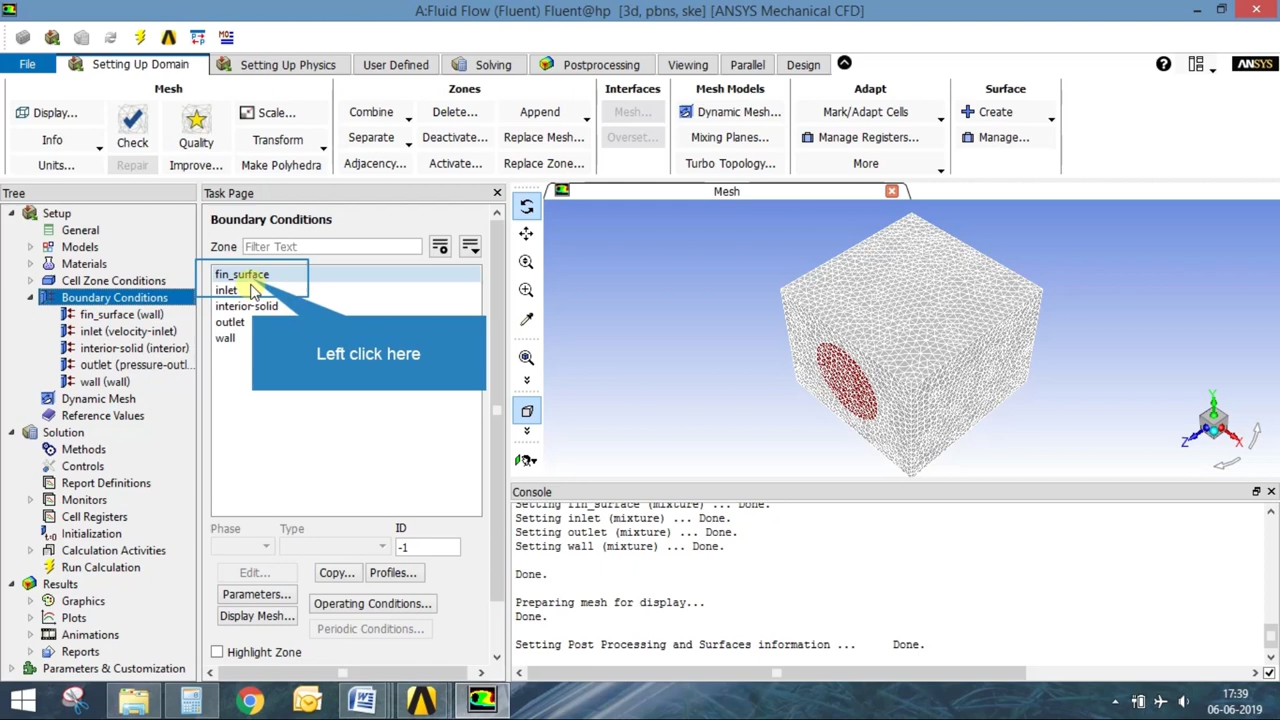 A:Fluid Flow (Fluent) Fluent@hp [3d, pbns, ske] [ANSYS Mechanical CFD]
File
Setting Up Domain
Setting Up Physics
User Defined
Solving
Postprocessing
Viewing
Parallel
Design
ANSYS
Mesh
Zones
Interfaces
Mesh Models
Adapt
Surface
Display...
Info
Units...
Check
Repair
Quality
Improve...
Scale...
Transform
Make Polyhedra
Combine
Separate
Adjacency...
Delete...
Deactivate...
Activate...
Append
Replace Mesh...
Replace Zone...
Mesh...
Overset...
Dynamic Mesh...
Mixing Planes...
Turbo Topology...
Mark/Adapt Cells
Manage Registers...
More
Create
Manage...
Tree
Setup
General
Models
Materials
Cell Zone Conditions
Boundary Conditions
fin_surface (wall)
inlet (velocity-inlet)
interior-solid (interior)
outlet (pressure-outl...
wall (wall)
Dynamic Mesh
Reference Values
Solution
Methods
Controls
Report Definitions
Monitors
Cell Registers
Initialization
Calculation Activities
Run Calculation
Results
Graphics
Plots
Animations
Reports
Parameters & Customization
Task Page
Boundary Conditions
Zone Filter Text
fin_surface
inlet
interior-solid
outlet
wall
Left click here
Phase Type ID
-1
Edit... Copy... Profiles...
Parameters... Operating Conditions...
Display Mesh... Periodic Conditions...
Highlight Zone
Mesh
Y
Z X
Console
Setting fin_surface (mixture) ... Done.
Setting inlet (mixture) ... Done.
Setting outlet (mixture) ... Done.
Setting wall (mixture) ... Done.
Done.
Preparing mesh for display...
Done.
Setting Post Processing and Surfaces information ... Done.
17:39
06-06-2019